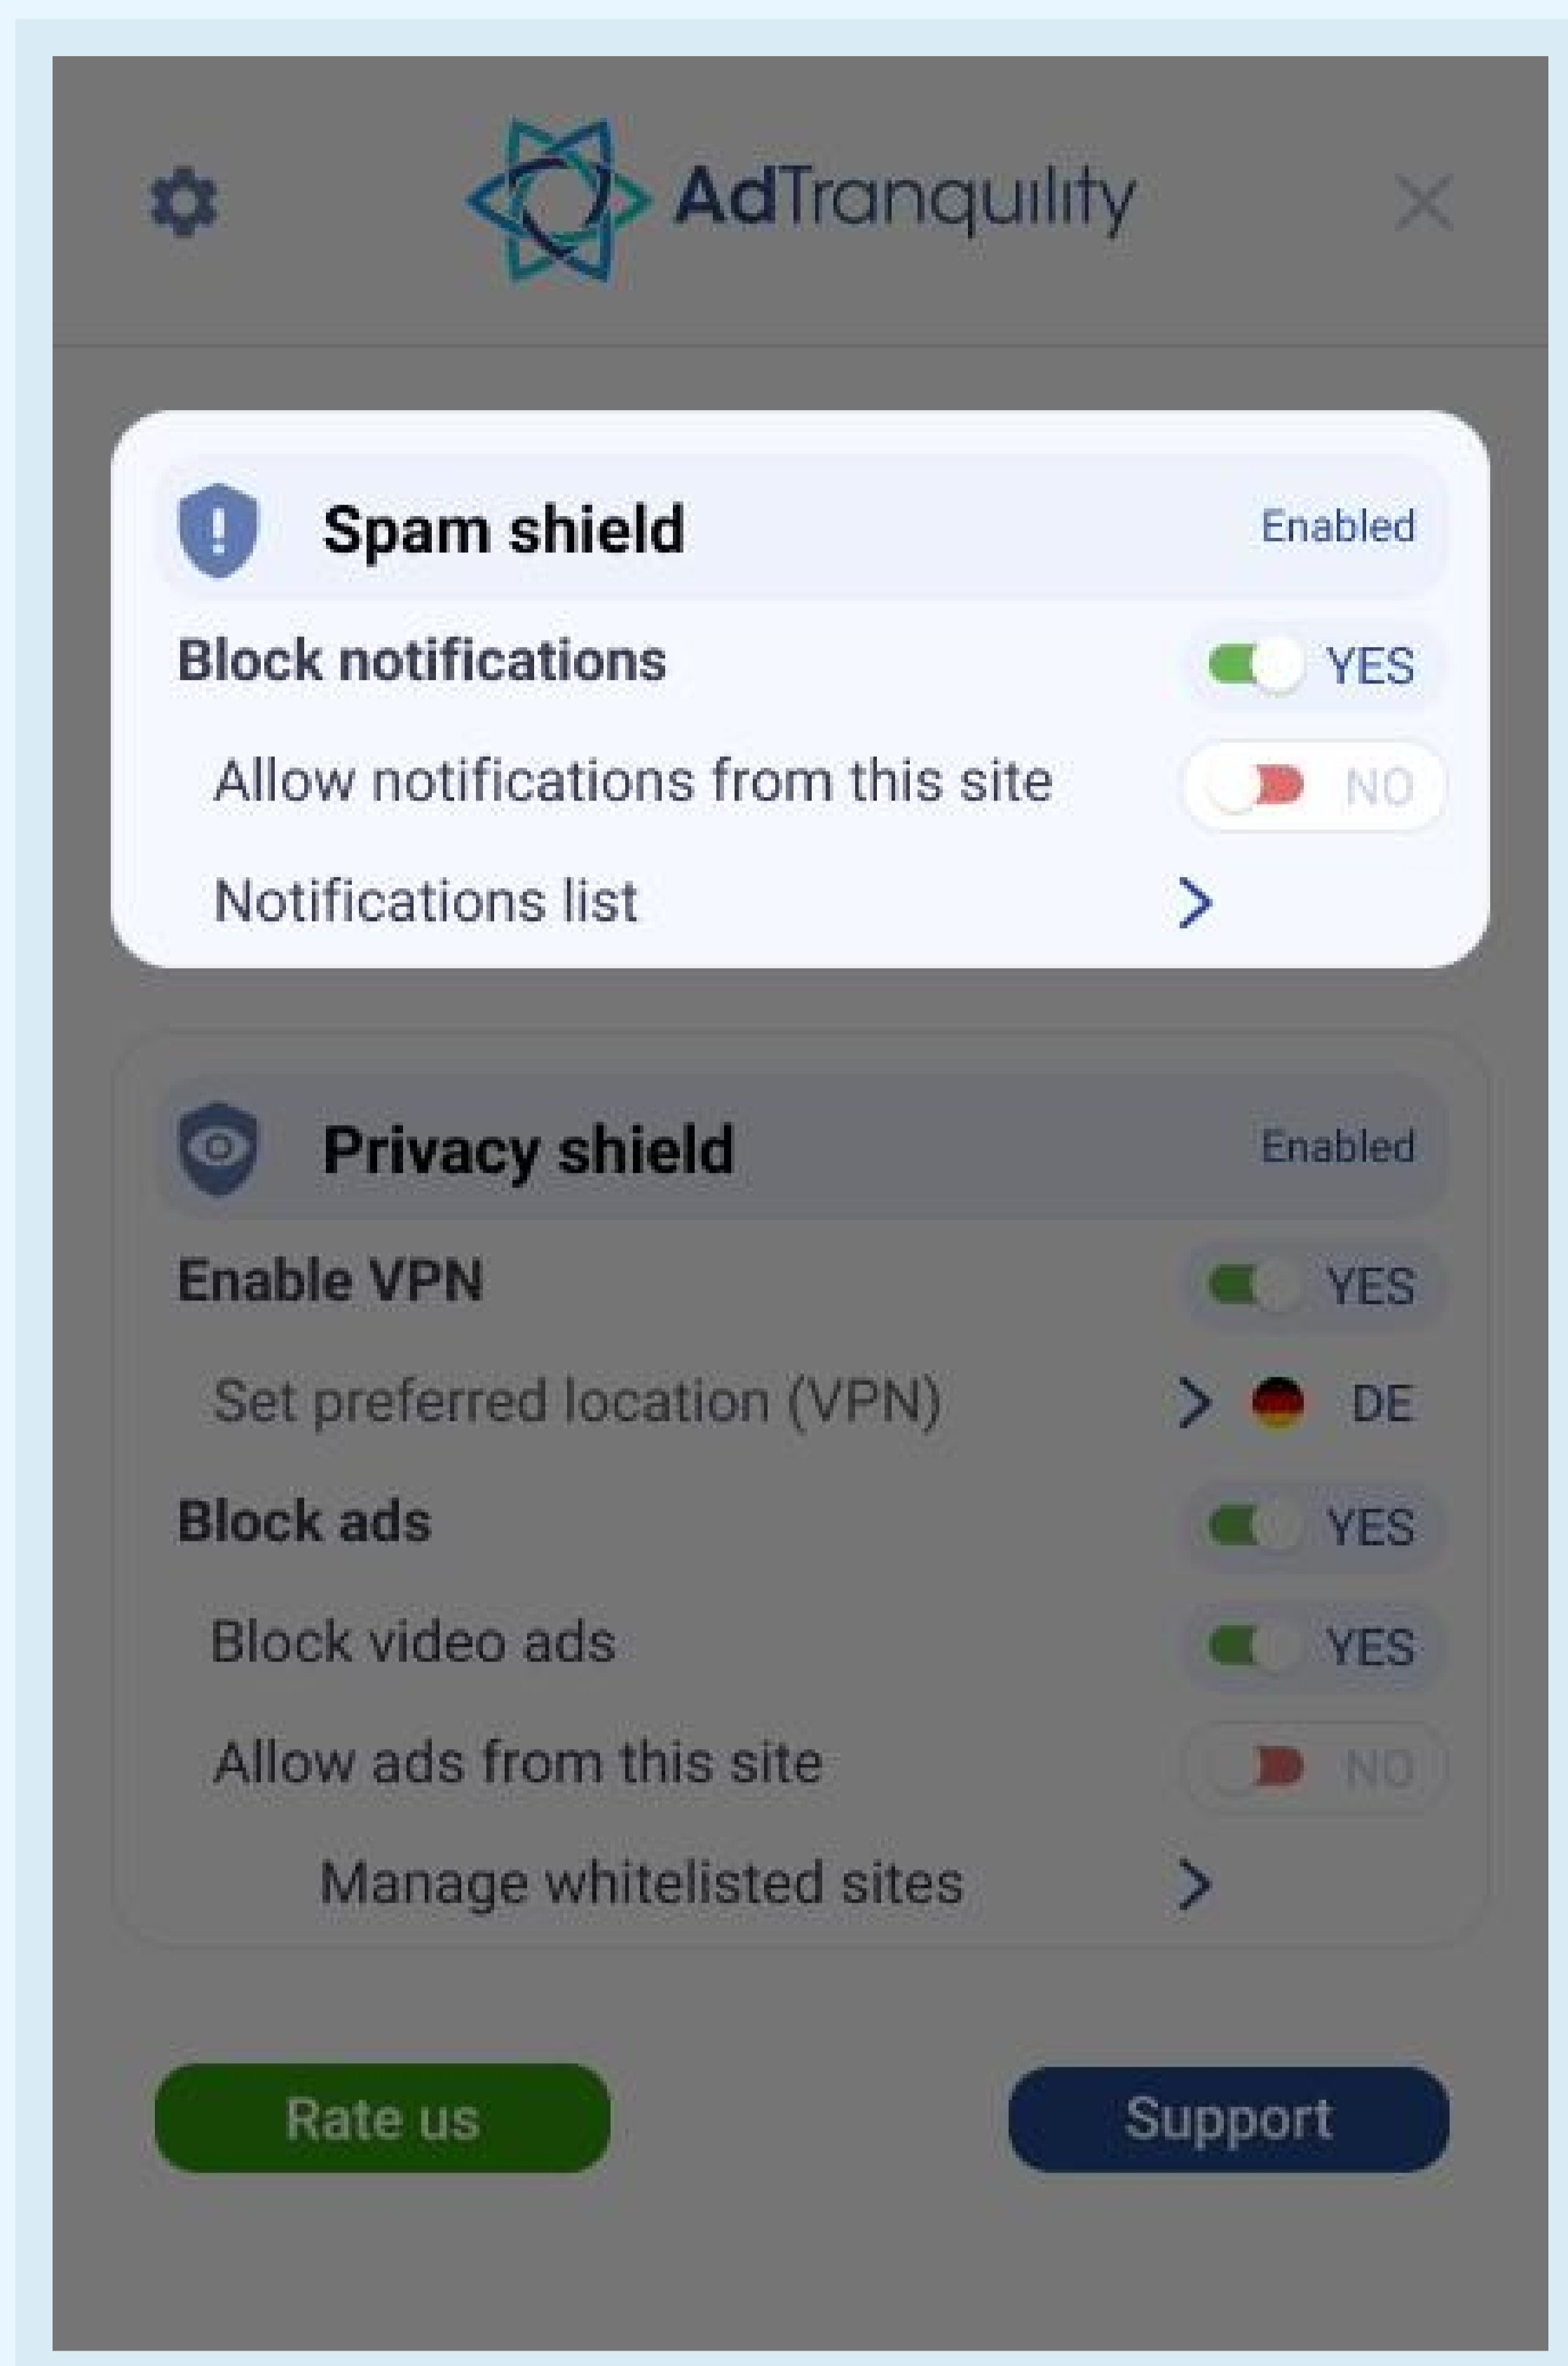 AdTranquility
Spam shield Enabled
Block notifications YES
Allow notifications from this site NO
Notifications list
Privacy shield Enabled
Enable VPN YES
Set preferred location (VPN) DE
Block ads YES
Block video ads YES
Allow ads from this site NO
Manage whitelisted sites
Rate us Support